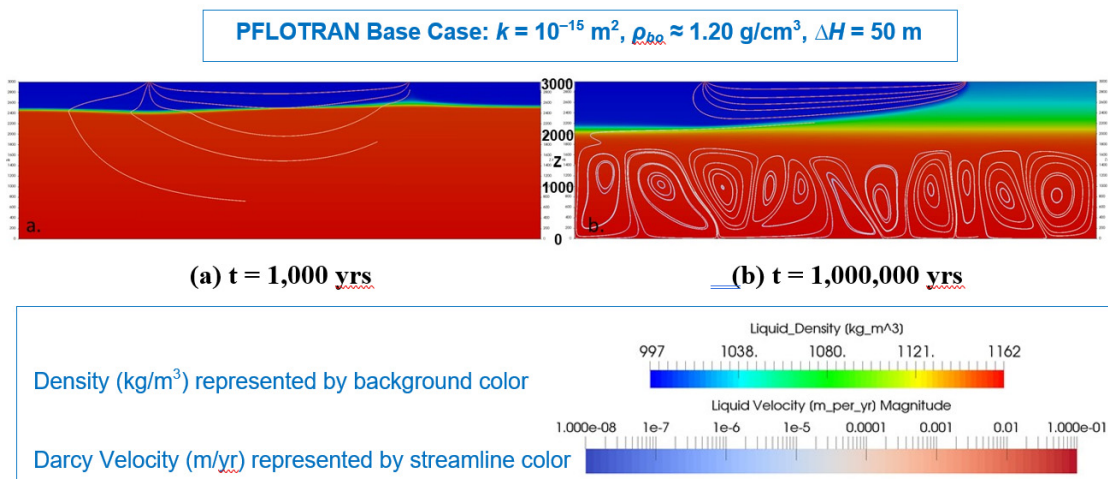 PFLOTRAN Base Case: k = 10⁻¹⁵ m², ρbo ≈ 1.20 g/cm³, ΔH = 50 m
3000
2000
Z
1000
0
a.
b.
(a) t = 1,000 yrs
(b) t = 1,000,000 yrs
Liquid_Density (kg_m^3)
997 1038. 1080. 1121. 1162
Density (kg/m³) represented by background color
Liquid Velocity (m_per_yr) Magnitude
1.000e-08 1e-7 1e-6 1e-5 0.0001 0.001 0.01 1.000e-01
Darcy Velocity (m/yr) represented by streamline color